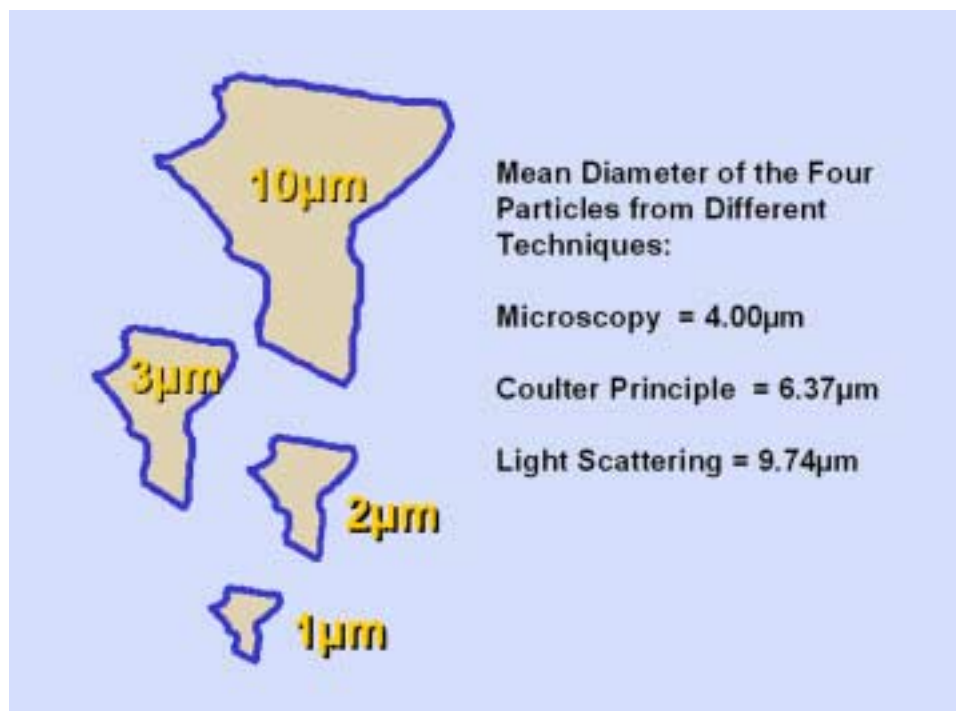 10µm
Mean Diameter of the Four
Particles from Different
Techniques:
Microscopy = 4.00µm
3µm
Coulter Principle = 6.37µm
Light Scattering = 9.74µm
2µm
1µm